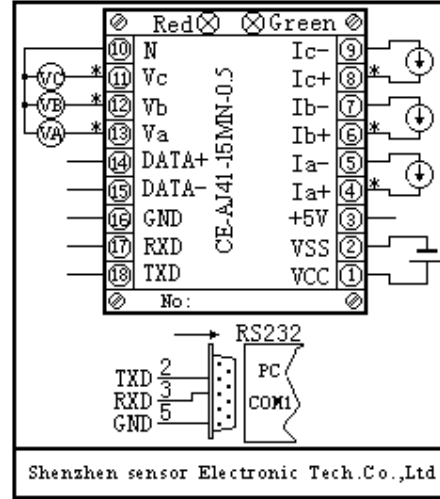 Red Green
10 N Ic- 9
VC * 11 Vc Ic+ 8 *
VB * 12 Vb Ib- 7
VA * 13 Va Ib+ 6 *
14 DATA+ Ia- 5
15 DATA- Ia+ 4 *
16 GND +5V 3
17 RXD VSS 2
18 TXD VCC 1
CE-AJ41-15MN-0.5
No:
RS232
TXD 2
RXD 3
GND 5
PC
COM1
Shenzhen sensor Electronic Tech.Co.,Ltd